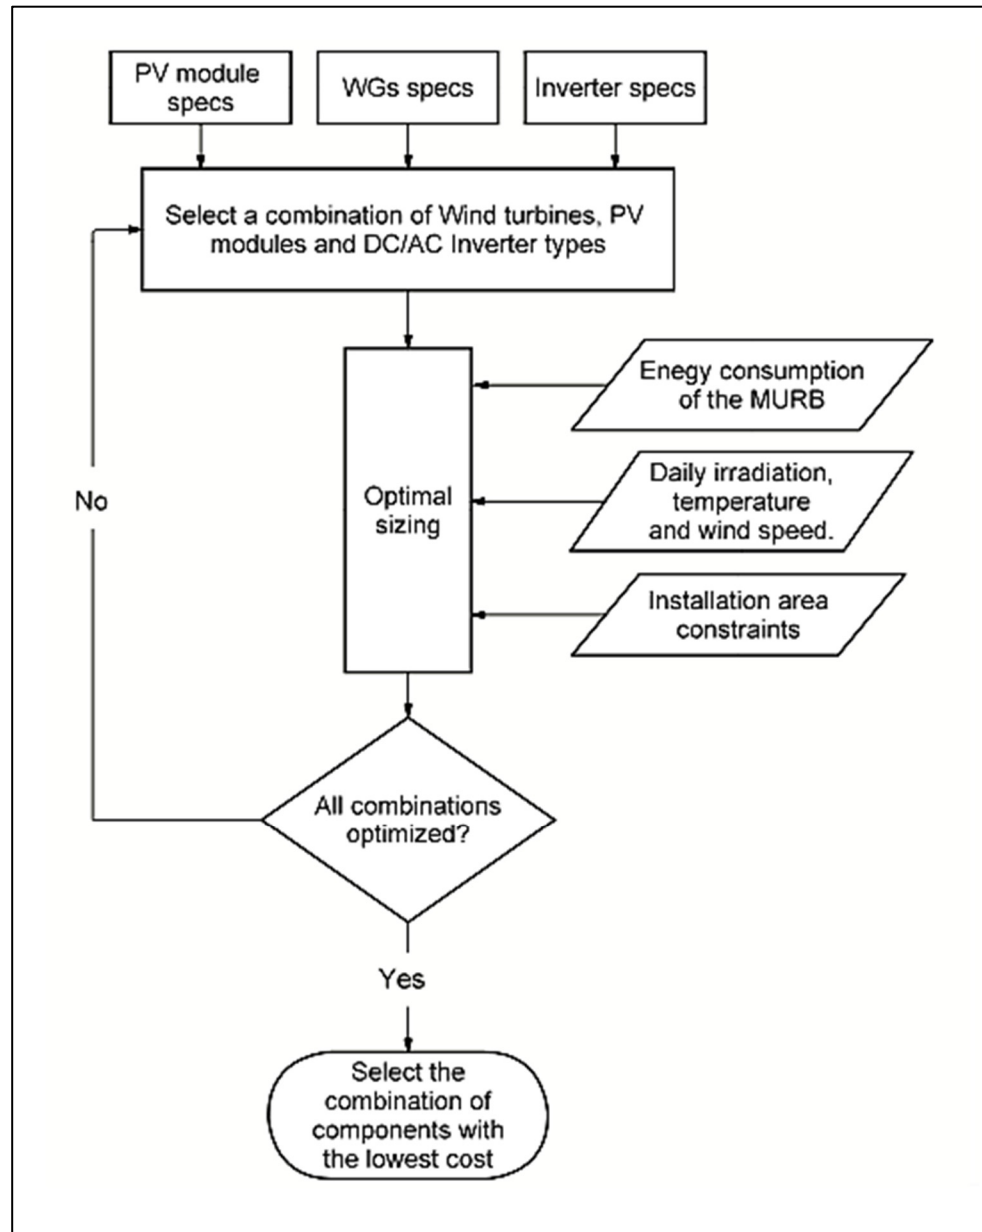 PV module
specs
WGs specs
Inverter specs
Select a combination of Wind turbines, PV
modules and DC/AC Inverter types
Enegy consumption
of the MURB
Daily irradiation,
temperature
and wind speed.
No
Optimal
sizing
Installation area
constraints
All combinations
optimized?
Yes
Select the
combination of
components with
the lowest cost